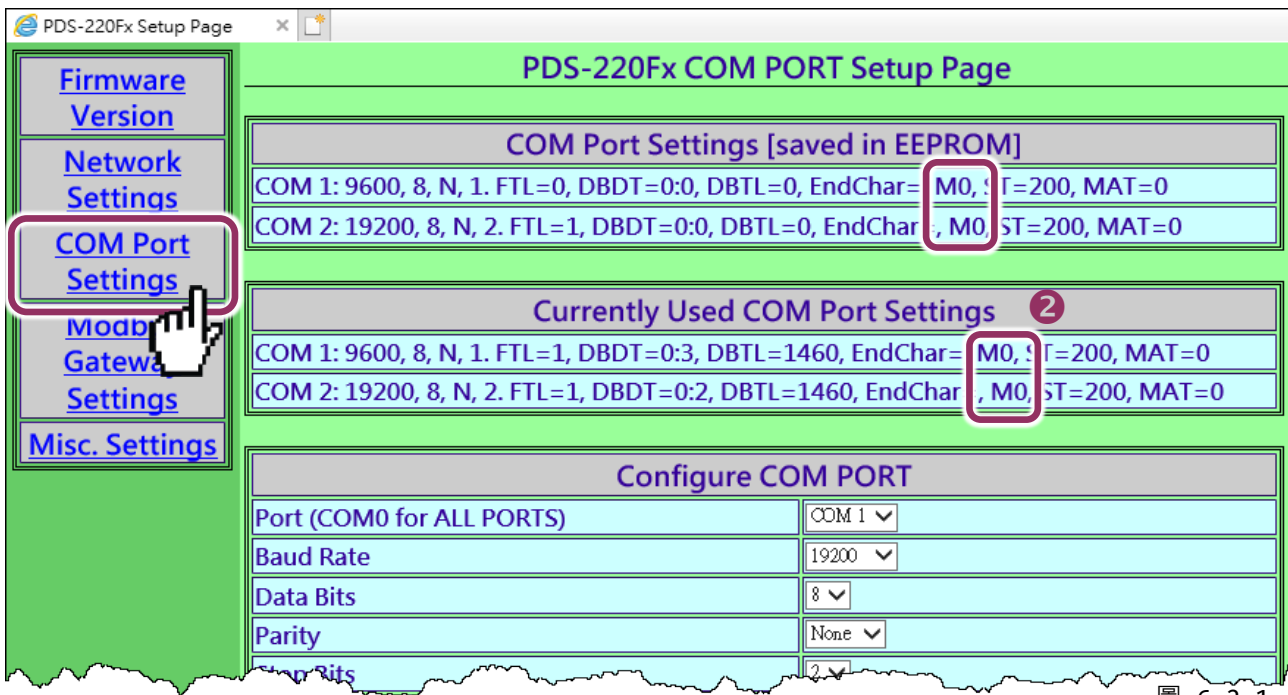 PDS-220Fx Setup Page
Firmware
Version
Network
Settings
COM Port
Settings
Gateway
Settings
Misc. Settings
PDS-220Fx COM PORT Setup Page
COM Port Settings [saved in EEPROM]
COM 1: 9600, 8, N, 1. FTL=0, DBDT=0:0, DBTL=0, EndChar= M0, ST=200, MAT=0
COM 2: 19200, 8, N, 2. FTL=1, DBDT=0:0, DBTL=0, EndChar=, M0, ST=200, MAT=0
Currently Used COM Port Settings ❷
COM 1: 9600, 8, N, 1. FTL=1, DBDT=0:3, DBTL=1460, EndChar= M0, ST=200, MAT=0
COM 2: 19200, 8, N, 2. FTL=1, DBDT=0:2, DBTL=1460, EndChar=, M0, ST=200, MAT=0
Configure COM PORT
Port (COM0 for ALL PORTS) COM 1
Baud Rate 19200
Data Bits 8
Parity None
Stop Bits 2